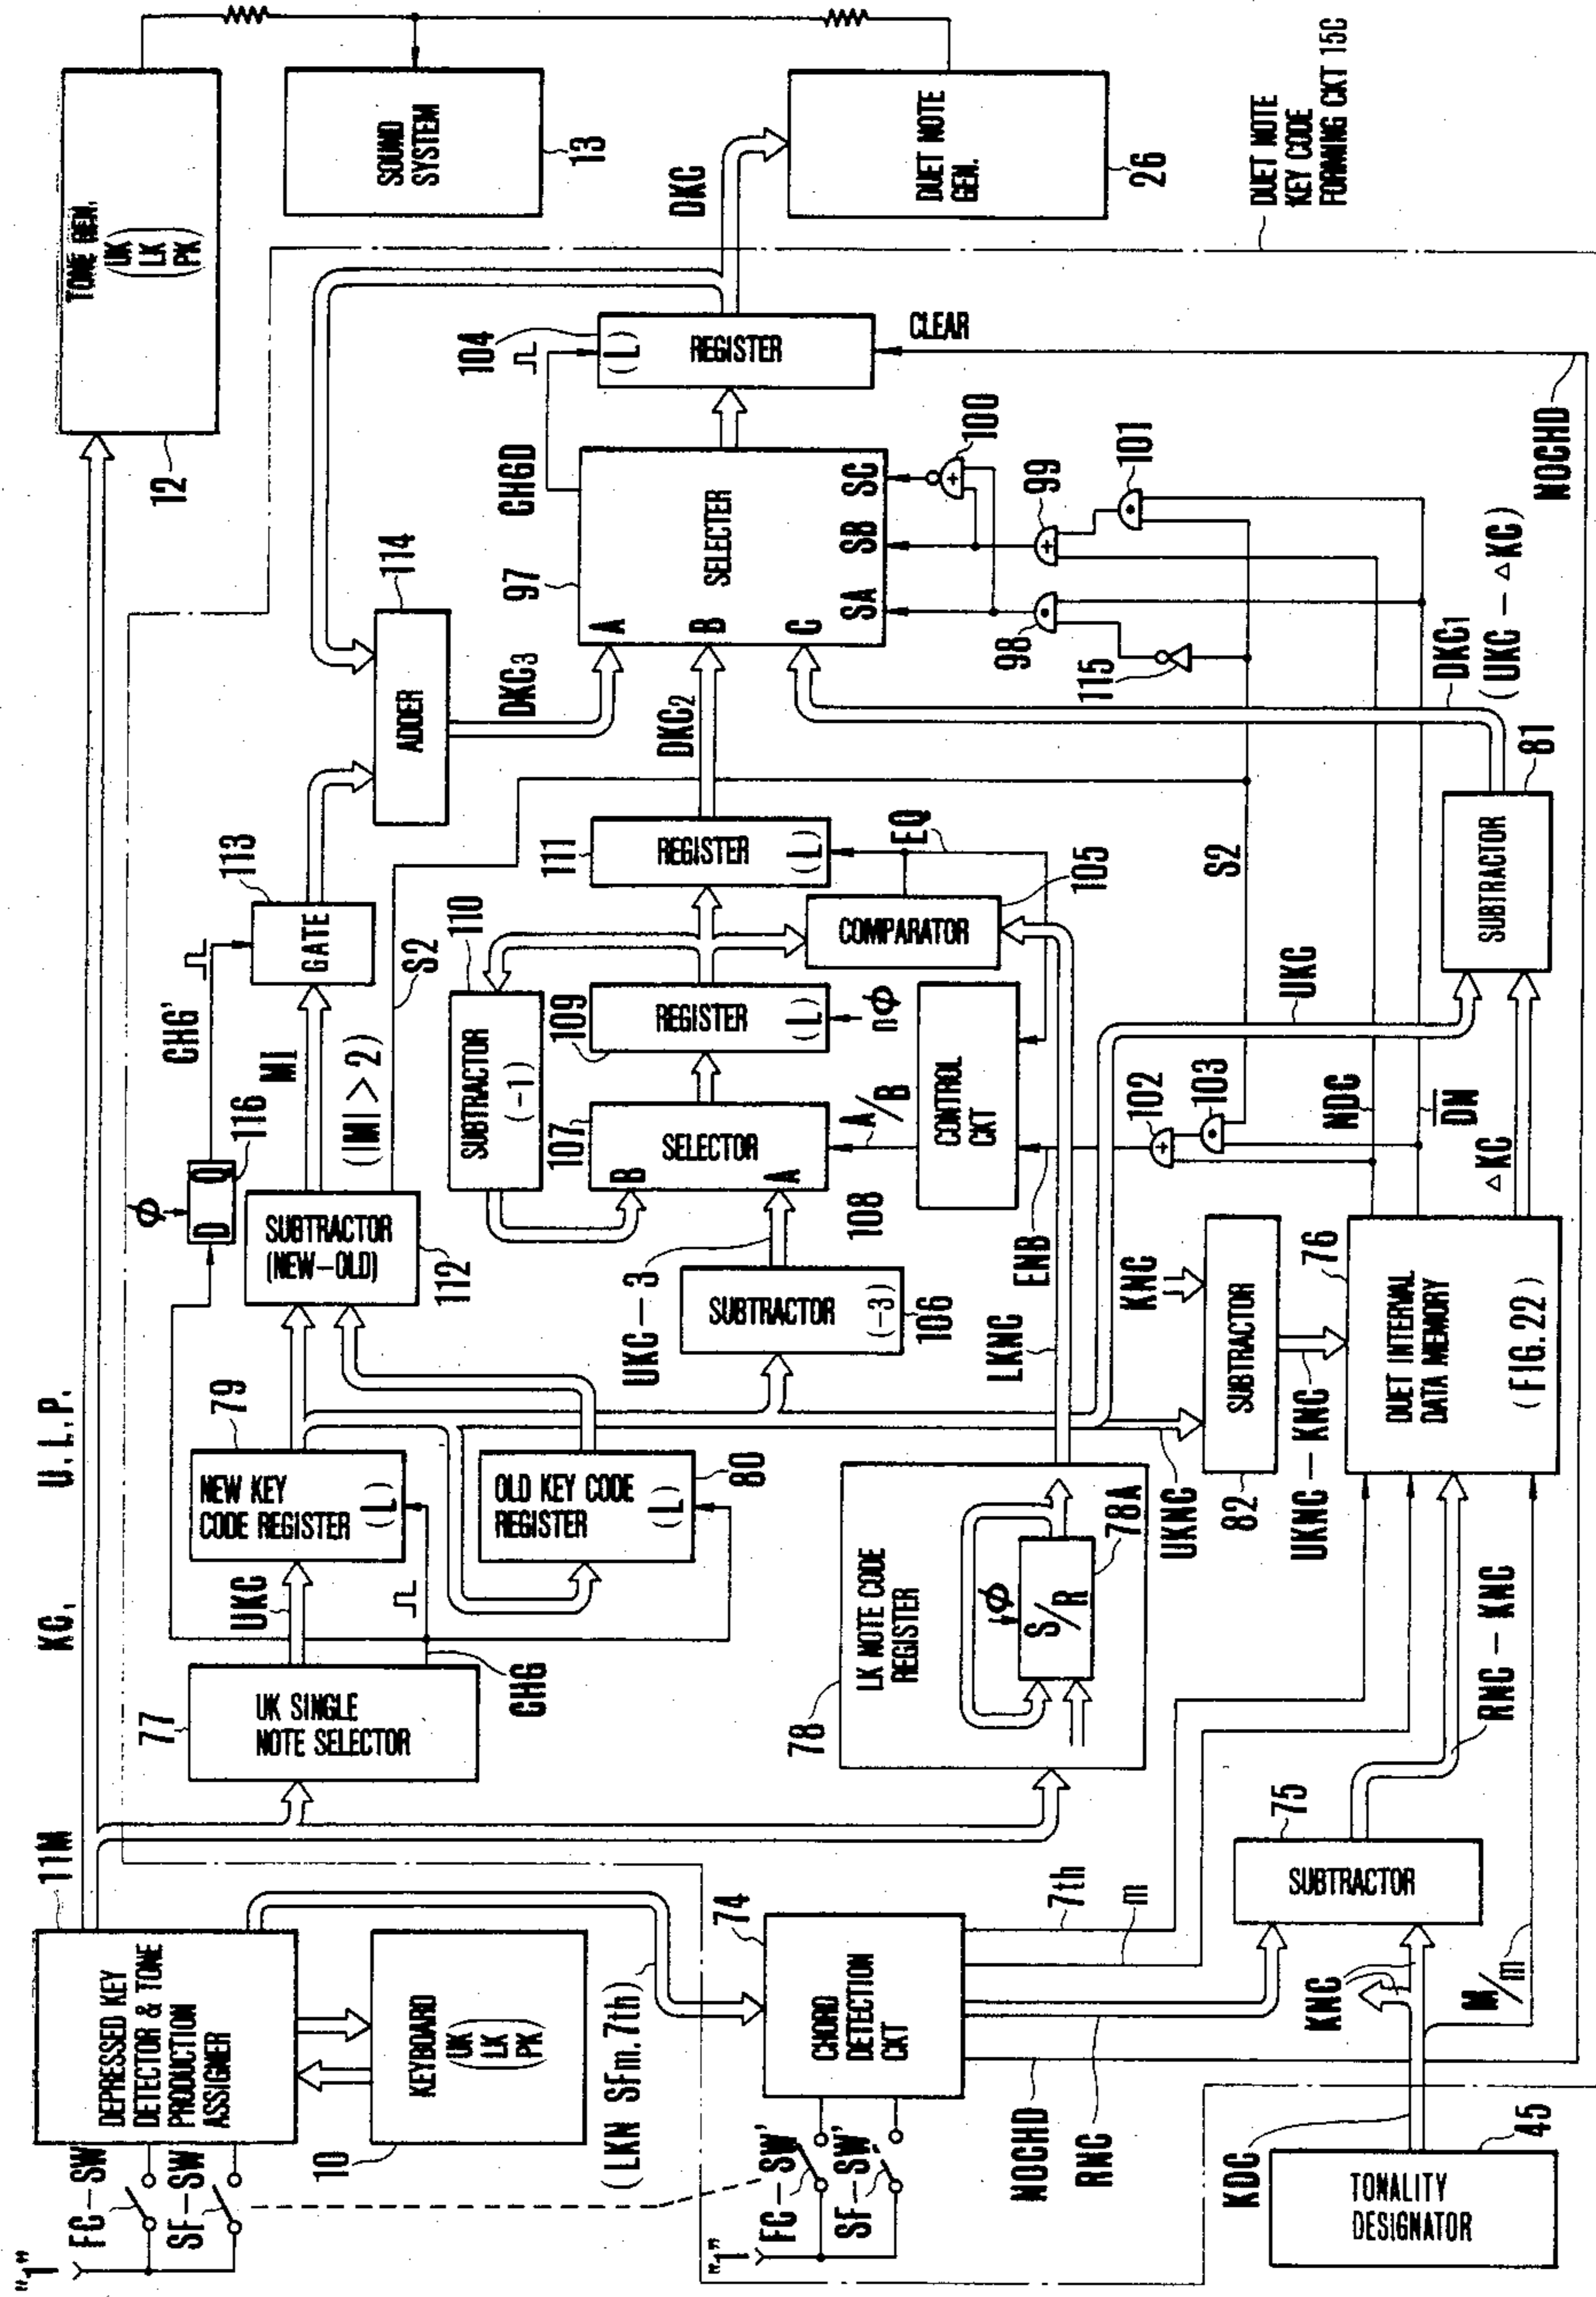 "1"
FC-SW
SF-SW
DEPRESSED KEY
DETECTOR & TONE
PRODUCTION
ASSIGNER
11M
KC,
U.L.P.
12
TONE GEN.
(UK
LK
PK)
KEYBOARD
(UK
LK
PK)
10
SOUND
SYSTEM
13
77
UK SINGLE
NOTE SELECTOR
UKC
CHG
79
NEW KEY
CODE REGISTER
(L)
OLD KEY CODE
REGISTER
(L)
80
φ
D Q
116
CHG'
SUBTRACTOR
(NEW-OLD)
112
MI
(|MI>2)
S2
113
GATE
114
ADDER
DKC3
UKC-3
SUBTRACTOR
(-3)
106
SUBTRACTOR
(-1)
110
107
SELECTOR
B
A
A/B
109
REGISTER
(L)
nφ
111
REGISTER
(L)
DKC2
COMPARATOR
105
EQ
108
CONTROL
CKT
ENB
97
SELECTER
A
B
C
SA
SB
SC
CHGD
104
(L)
REGISTER
CLEAR
DKC
DUET NOTE
GEN.
26
DUET NOTE
KEY CODE
FORMING CKT 15C
98
99
100
101
115
102
103
S2
(LKN SFm.7th)
"1"
FC-SW'
SF-SW'
74
CHORD
DETECTION
CKT
7th
m
NOCHD
RNC
78
LK NOTE CODE
REGISTER
φ
S/R
78A
LKNC
UKNC
UKC
KNC
SUBTRACTOR
82
UKNC-KNC
76
DUET INTERVAL
DATA MEMORY
(FIG.22)
NDC
DN
△KC
SUBTRACTOR
81
DKC1
(UKC-△KC)
NOCHD
75
SUBTRACTOR
RNC-KNC
KNC
M/m
KDC
TONALITY
DESIGNATOR
45